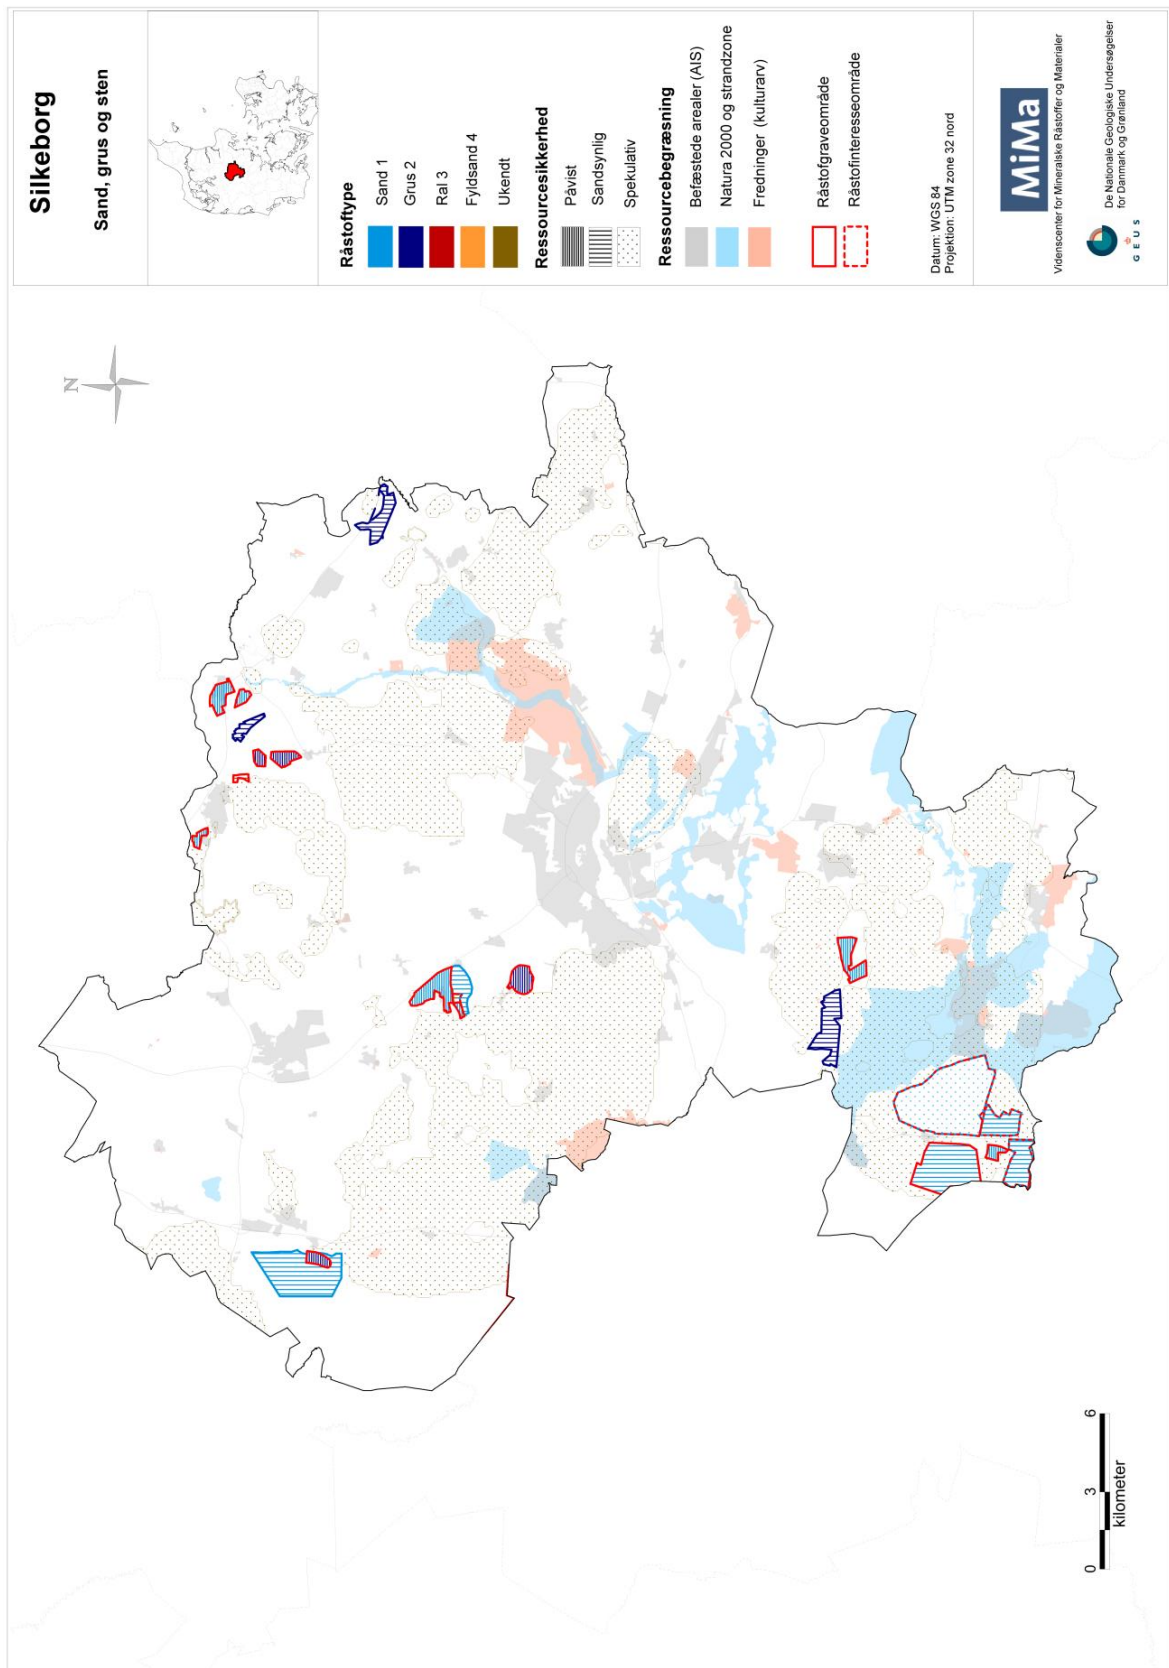 Silkeborg
Sand, grus og sten
Råstoftype
Sand 1
Grus 2
Ral 3
Fyldsand 4
Ukendt
Ressourcesikkerhed
Påvist
Sandsynlig
Spekulativ
Ressourcebegræsning
Befæstede arealer (AIS)
Natura 2000 og strandzone
Fredninger (kulturarv)
Råstofgraveområde
Råstofinteresseområde
Datum: WGS 84
Projektion: UTM zone 32 nord
MiMa
Videnscenter for Mineralske Råstoffer og Materialer
G E U S
De Nationale Geologiske Undersøgelser
for Danmark og Grønland
N
0 3 6
kilometer